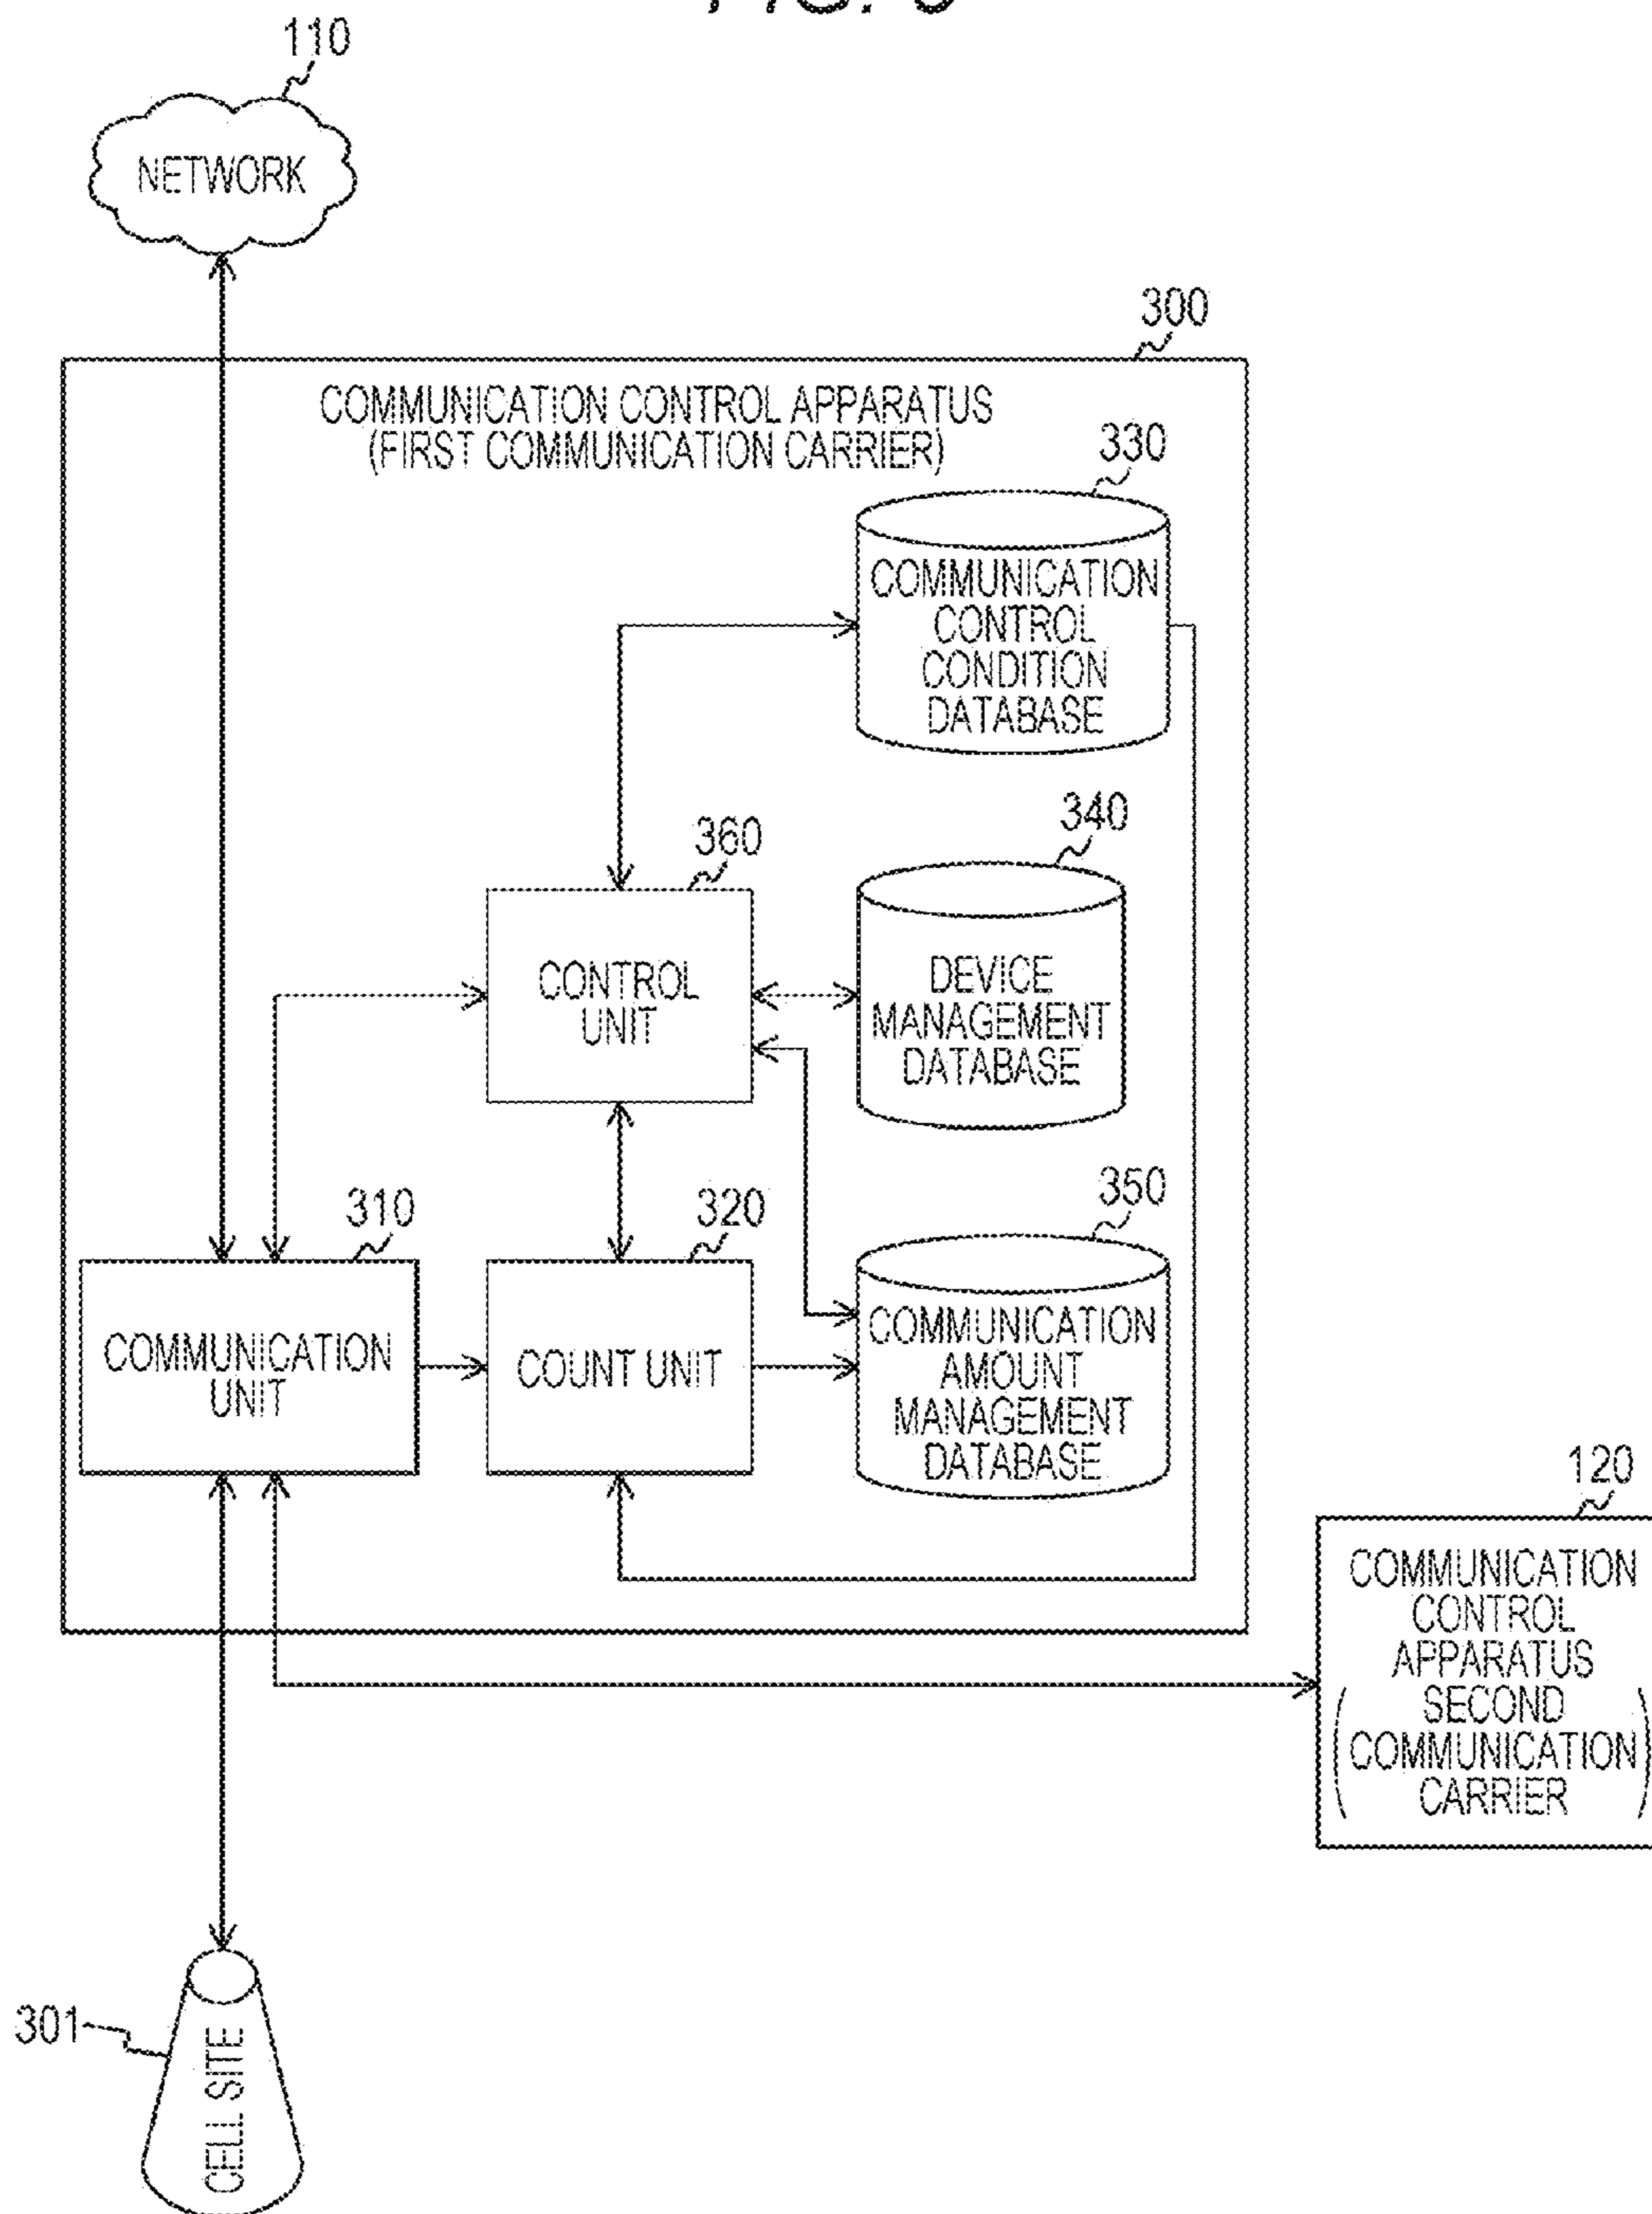 110
NETWORK
300
COMMUNICATION CONTROL APPARATUS
(FIRST COMMUNICATION CARRIER)
330
COMMUNICATION
CONTROL
CONDITION
DATABASE
340
360
CONTROL
UNIT
DEVICE
MANAGEMENT
DATABASE
310
320
350
COMMUNICATION
UNIT
COUNT UNIT
COMMUNICATION
AMOUNT
MANAGEMENT
DATABASE
120
COMMUNICATION
CONTROL
APPARATUS
(SECOND
COMMUNICATION
CARRIER)
301
CELL SITE